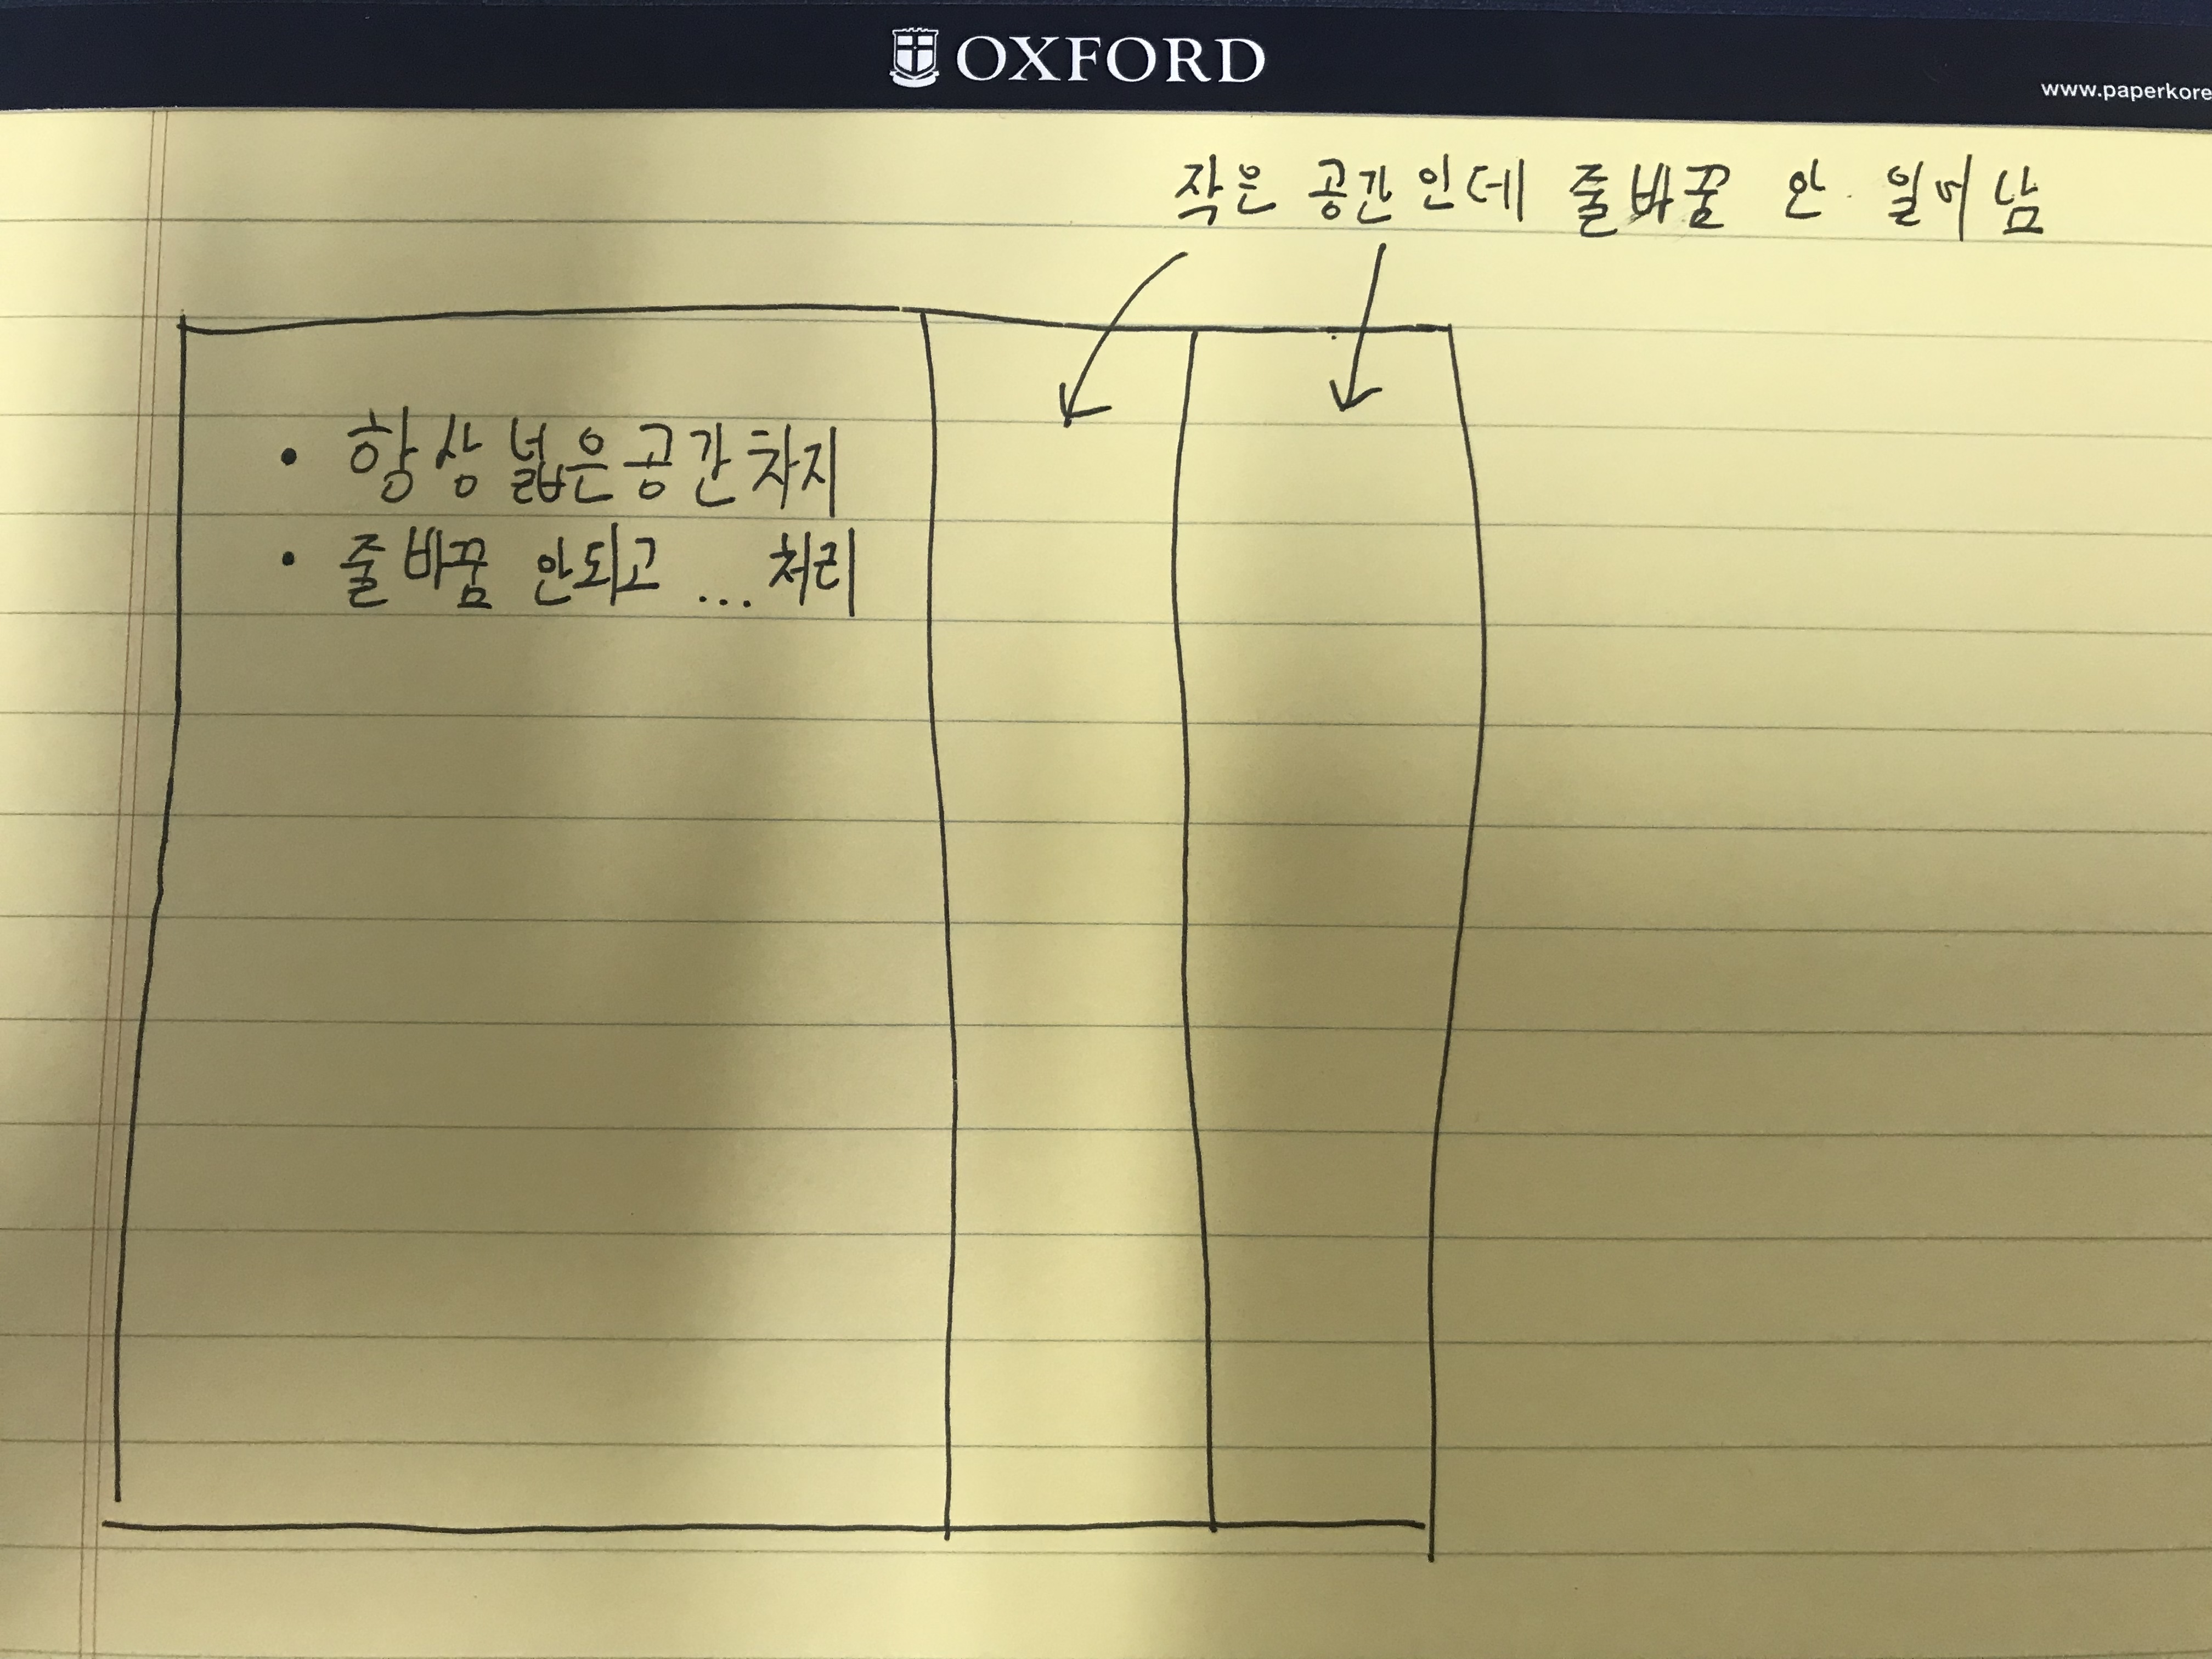 OXFORD
www.paperkore
작은 공간인데 줄바꿈 안 일어남
• 항상 넓은 공간 차지
• 줄바꿈 안되고 ... 처리